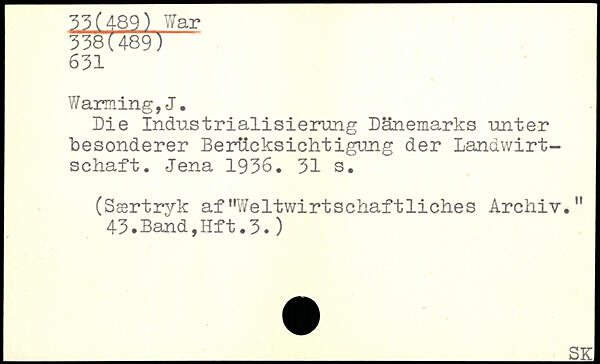 33(489) War
338(489)
631
Warming,J.
Die Industrialisierung Dänemarks unter
besonderer Berücksichtigung der Landwirt-
schaft. Jena 1936. 31 s.
(Særtryk af"Weltwirtschaftliches Archiv."
43.Band,Hft.3.)
SK